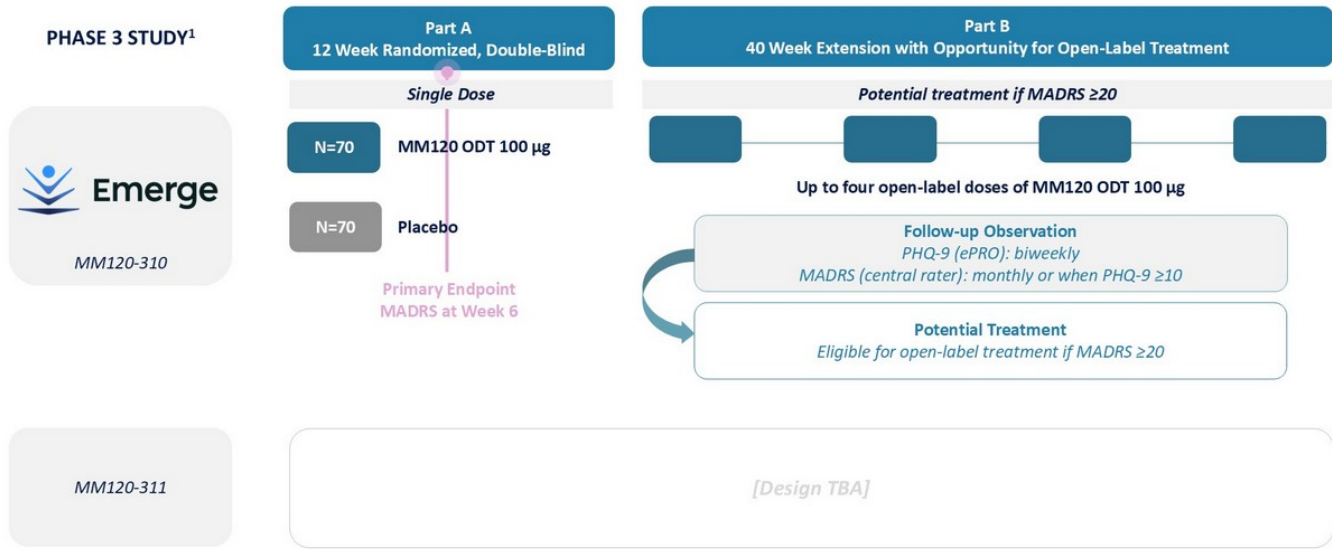 PHASE 3 STUDY1
Part A
12 Week Randomized, Double-Blind
Part B
40 Week Extension with Opportunity for Open-Label Treatment
Single Dose
Potential treatment if MADRS ≥20
Emerge
MM120-310
N=70
MM120 ODT 100 µg
N=70
Placebo
Primary Endpoint
MADRS at Week 6
Up to four open-label doses of MM120 ODT 100 µg
Follow-up Observation
PHQ-9 (ePRO): biweekly
MADRS (central rater): monthly or when PHQ-9 ≥10
Potential Treatment
Eligible for open-label treatment if MADRS ≥20
MM120-311
[Design TBA]